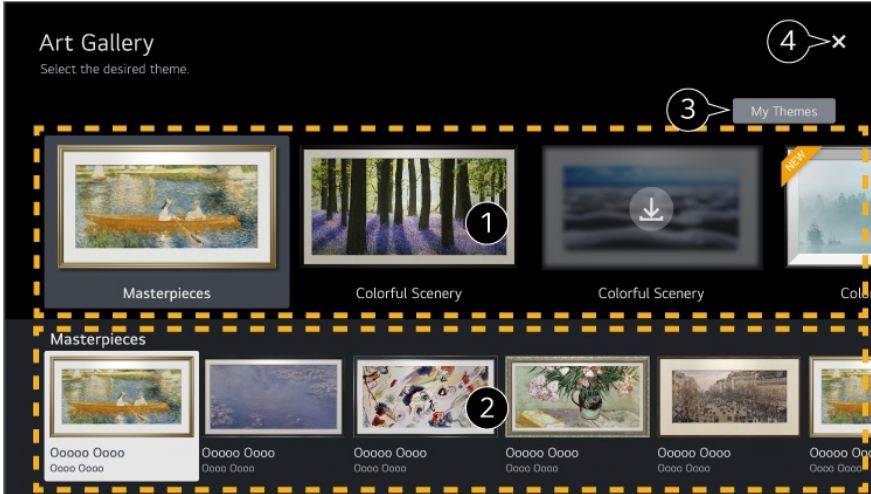 Art Gallery
Select the desired theme.
4
3
My Themes
NEW
1
Masterpieces
Colorful Scenery
Colorful Scenery
Masterpieces
2
Ooooo Oooo
Oooo Oooo
Ooooo Oooo
Oooo Oooo
Ooooo Oooo
Oooo Oooo
Ooooo Oooo
Oooo Oooo
Ooooo Oooo
Oooo Oooo
Ooooo
Oooo